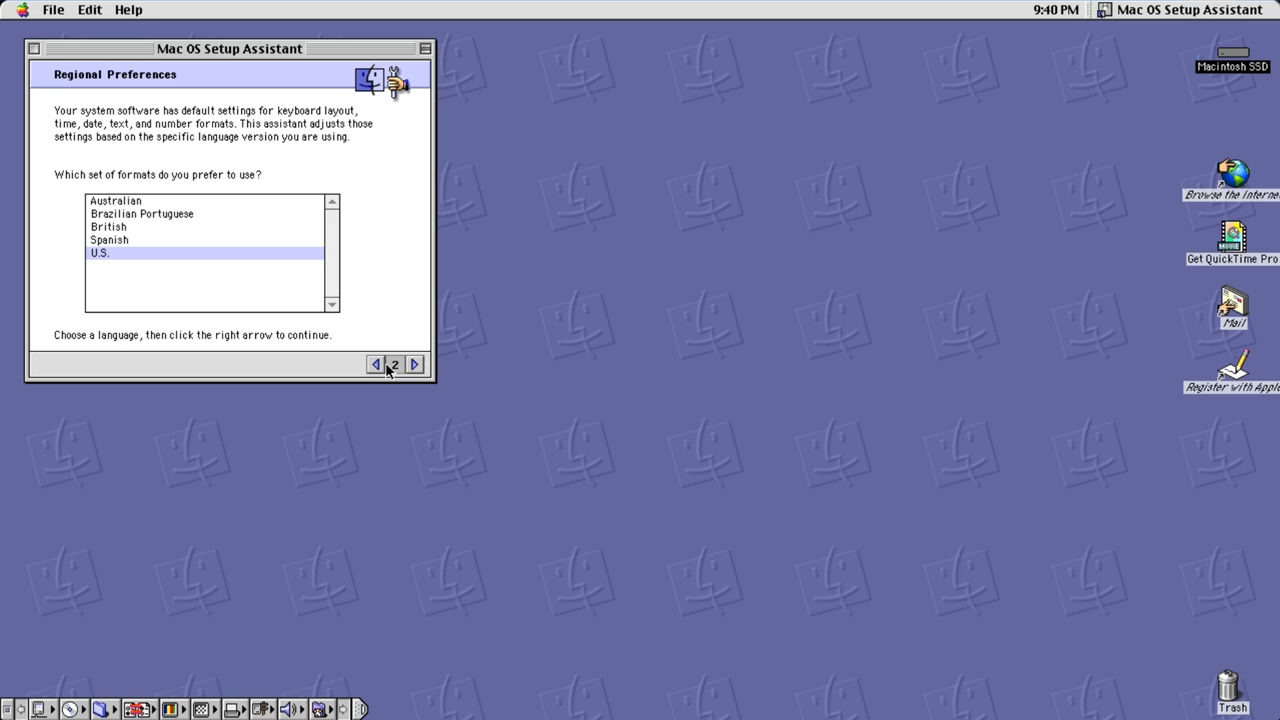 File Edit Help
9:40 PM Mac OS Setup Assistant
Mac OS Setup Assistant
Regional Preferences
Your system software has default settings for keyboard layout,
time, date, text, and number formats. This assistant adjusts those
settings based on the specific language version you are using.
Which set of formats do you prefer to use?
Australian
Brazilian Portuguese
British
Spanish
U.S.
Choose a language, then click the right arrow to continue.
2
Macintosh SSD
Browse the Interne
Get QuickTime Pro
MOVIE
Mail
Register with Apple
Trash